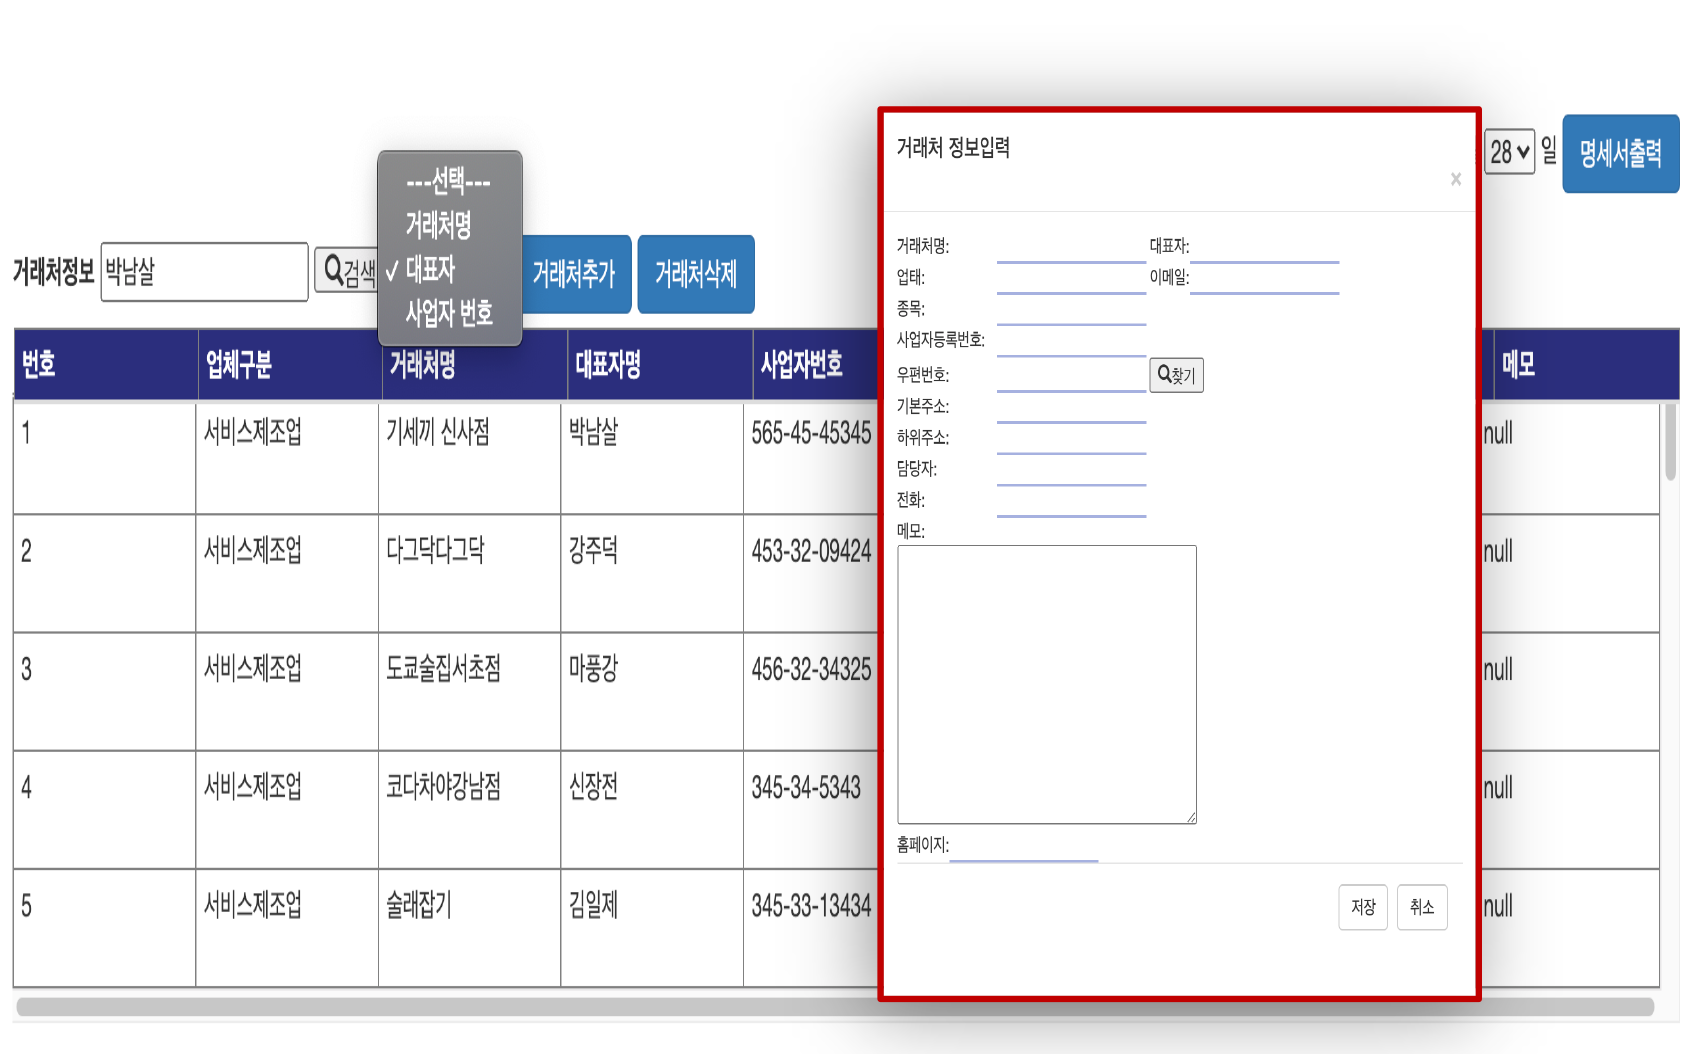 28 일 명세서출력
거래처정보 박남살 검색
---선택---
거래처명
✓ 대표자
사업자 번호
거래처추가 거래처삭제
번호 업체구분 거래처명 대표자명 사업자번호 메모
1 서비스제조업 기세끼 신사점 박남살 565-45-45345 null
2 서비스제조업 다그닥다그닥 강주덕 453-32-09424 null
3 서비스제조업 도쿄술집서초점 마풍강 456-32-34325 null
4 서비스제조업 코다차야강남점 신장전 345-34-5343 null
5 서비스제조업 술래잡기 김일제 345-33-13434 null
거래처 정보입력
×
거래처명: 대표자:
업태: 이메일:
종목:
사업자등록번호:
우편번호: 찾기
기본주소:
하위주소:
담당자:
전화:
메모:
홈페이지:
저장 취소